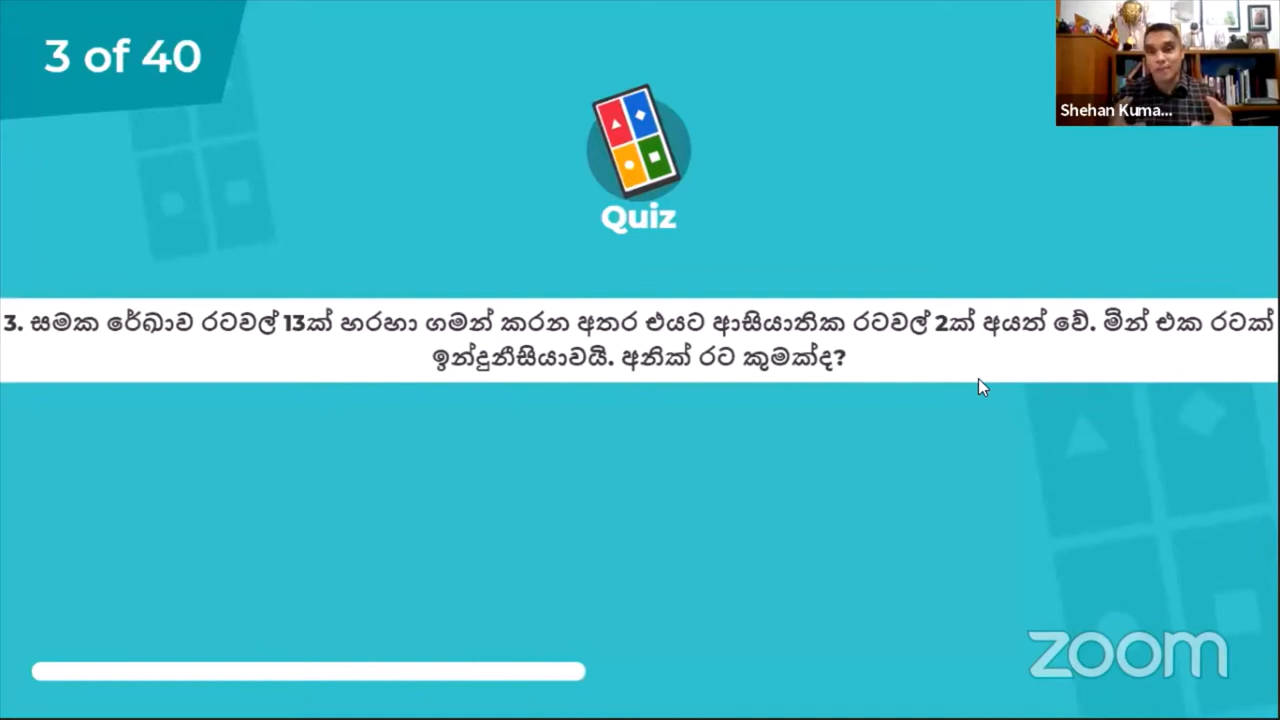 3 of 40
Shehan Kuma...
Quiz
3. සමක රේඛාව රටවල් 13ක් හරහා ගමන් කරන අතර එයට ආසියාතික රටවල් 2ක් අයත් වේ. මින් එක රටක්
ඉන්දුනීසියාවයි. අනික් රට කුමක්ද?
zoom